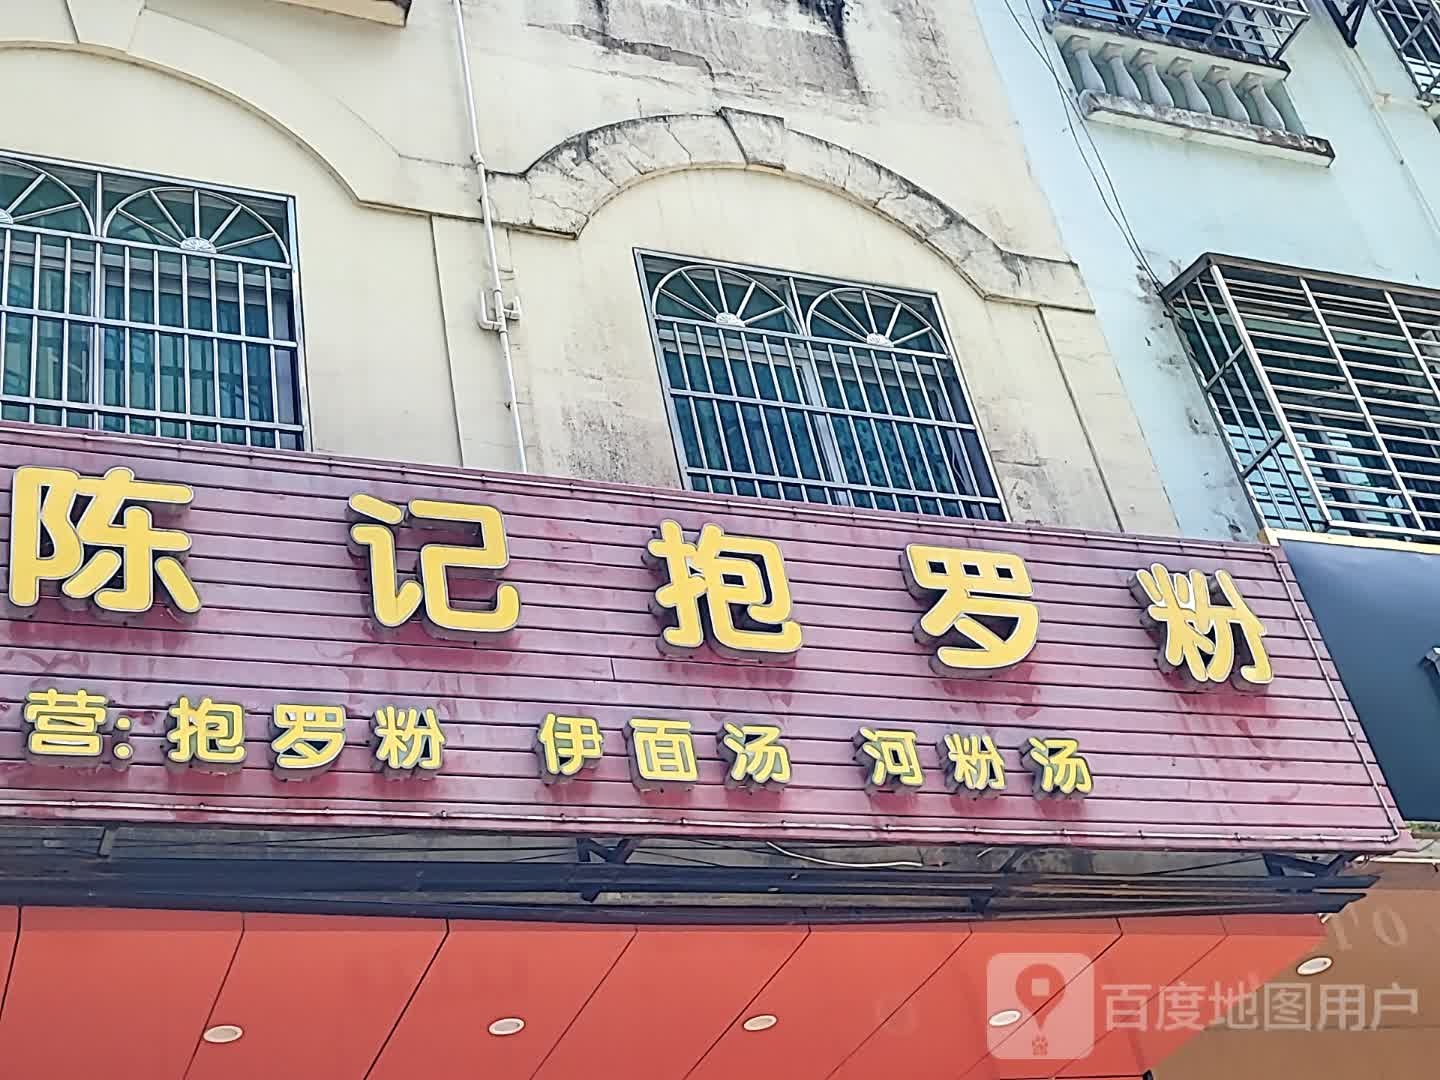 陈记抱罗粉
营:抱罗粉 伊面汤 河粉汤
百度地图用户